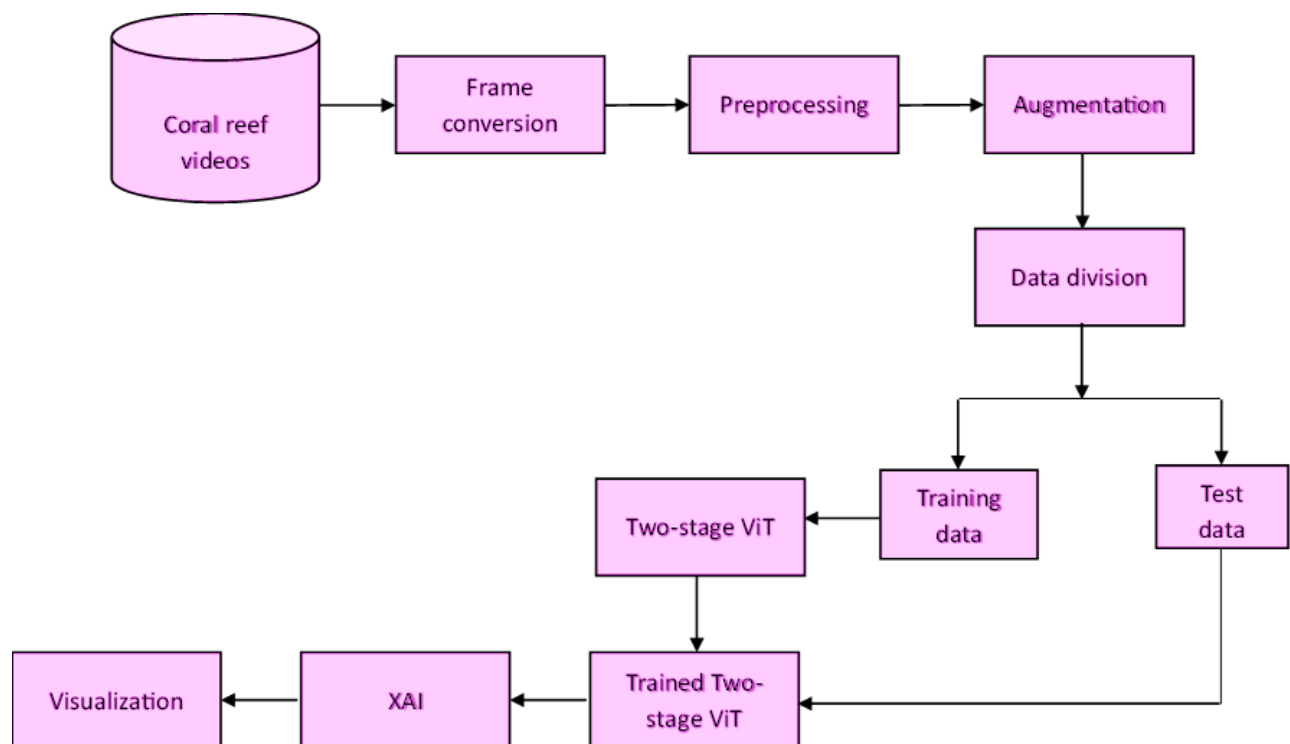 Coral reef
videos
Frame
conversion
Preprocessing
Augmentation
Data division
Training
data
Test
data
Two-stage ViT
Trained Two-
stage ViT
XAI
Visualization